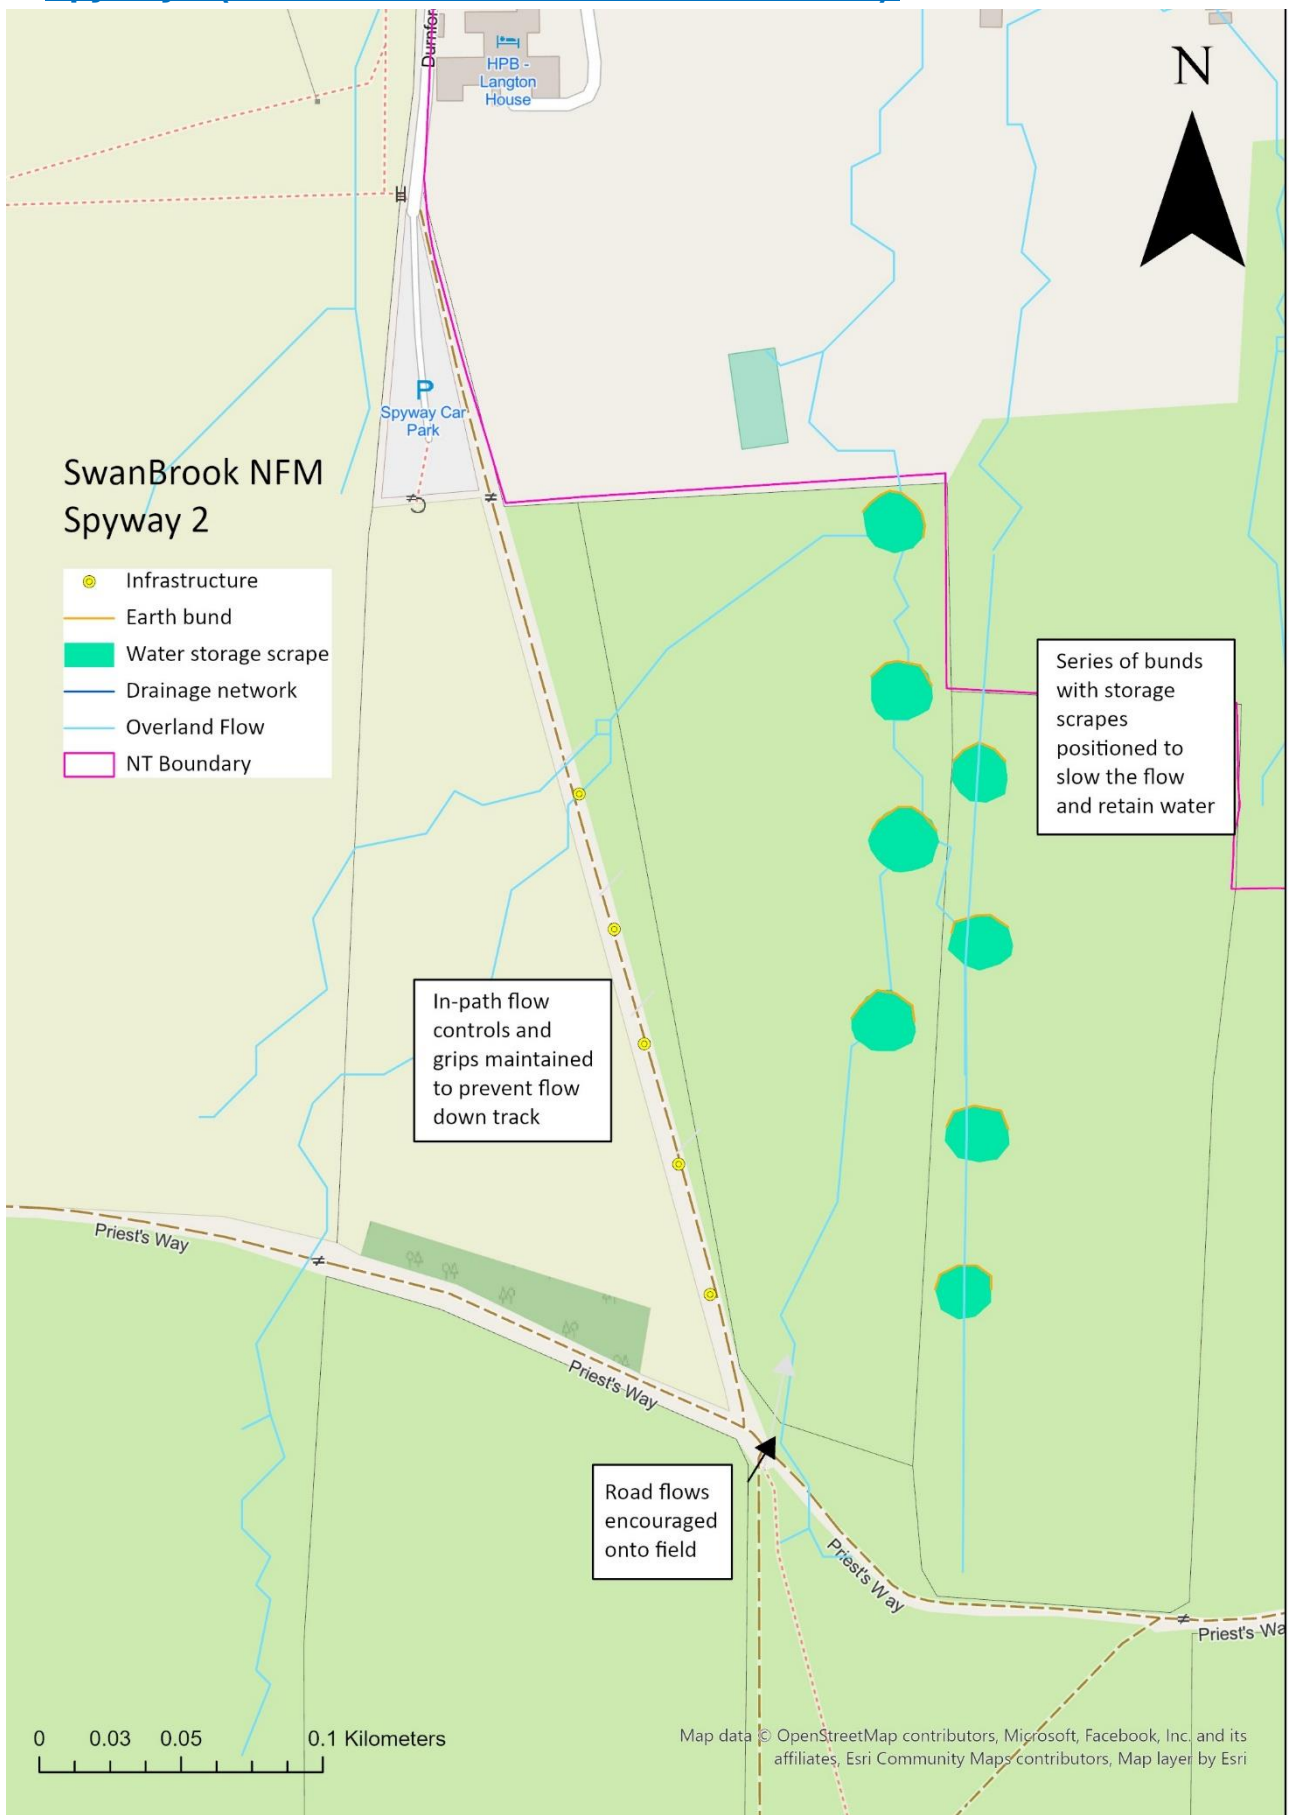 Durnfor
HPB -
Langton
House
N
P
Spyway Car
Park
SwanBrook NFM
Spyway 2
Infrastructure
Earth bund
Water storage scrape
Drainage network
Overland Flow
NT Boundary
Series of bunds
with storage
scrapes
positioned to
slow the flow
and retain water
In-path flow
controls and
grips maintained
to prevent flow
down track
Priest's Way
Priest's Way
Road flows
encouraged
onto field
Priest's Way
Priest's Wa
0 0.03 0.05 0.1 Kilometers
Map data © OpenStreetMap contributors, Microsoft, Facebook, Inc. and its
affiliates, Esri Community Maps contributors, Map layer by Esri